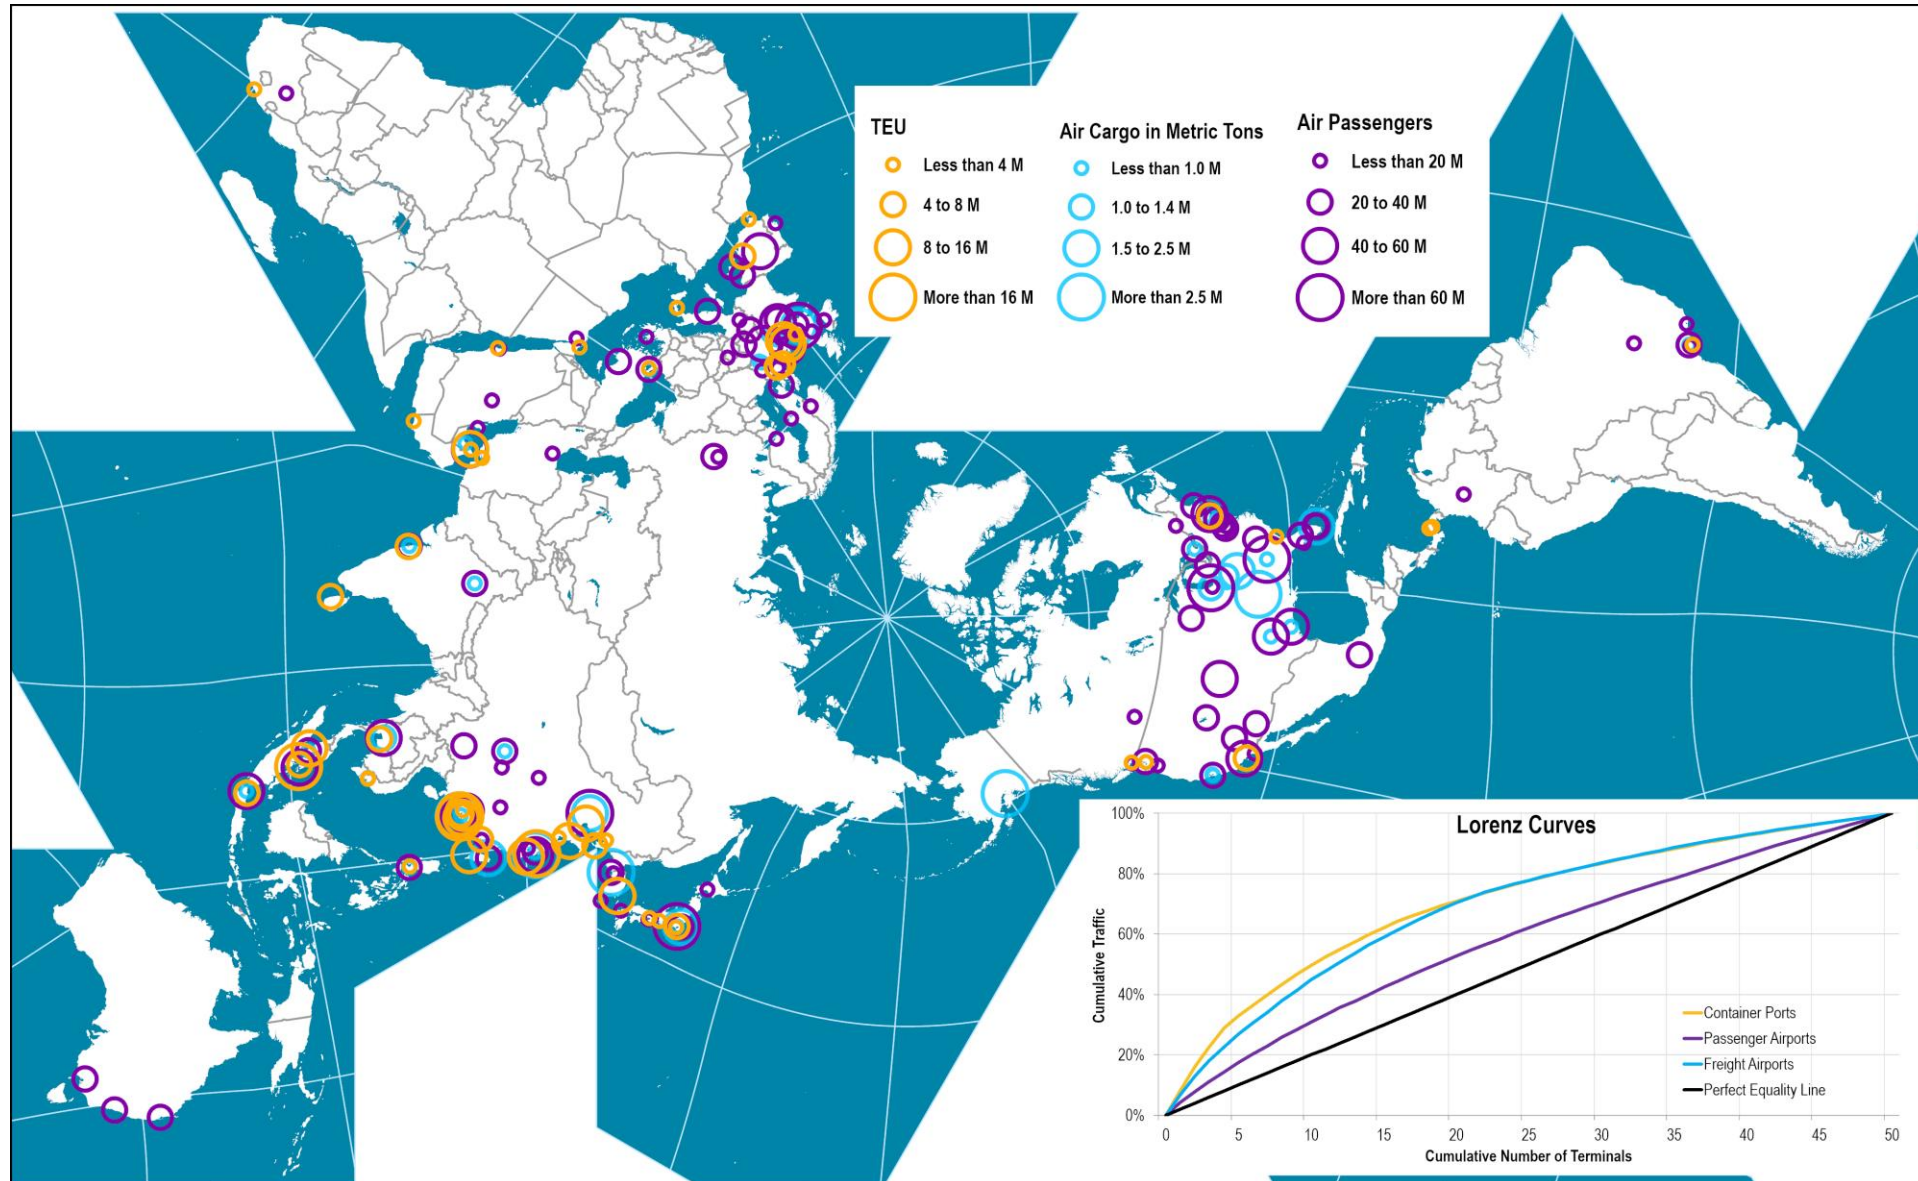 TEU
Less than 4 M
4 to 8 M
8 to 16 M
More than 16 M
Air Cargo in Metric Tons
Less than 1.0 M
1.0 to 1.4 M
1.5 to 2.5 M
More than 2.5 M
Air Passengers
Less than 20 M
20 to 40 M
40 to 60 M
More than 60 M
Lorenz Curves
100%
80%
60%
40%
20%
0%
Cumulative Traffic
0 5 10 15 20 25 30 35 40 45 50
Cumulative Number of Terminals
Container Ports
Passenger Airports
Freight Airports
Perfect Equality Line